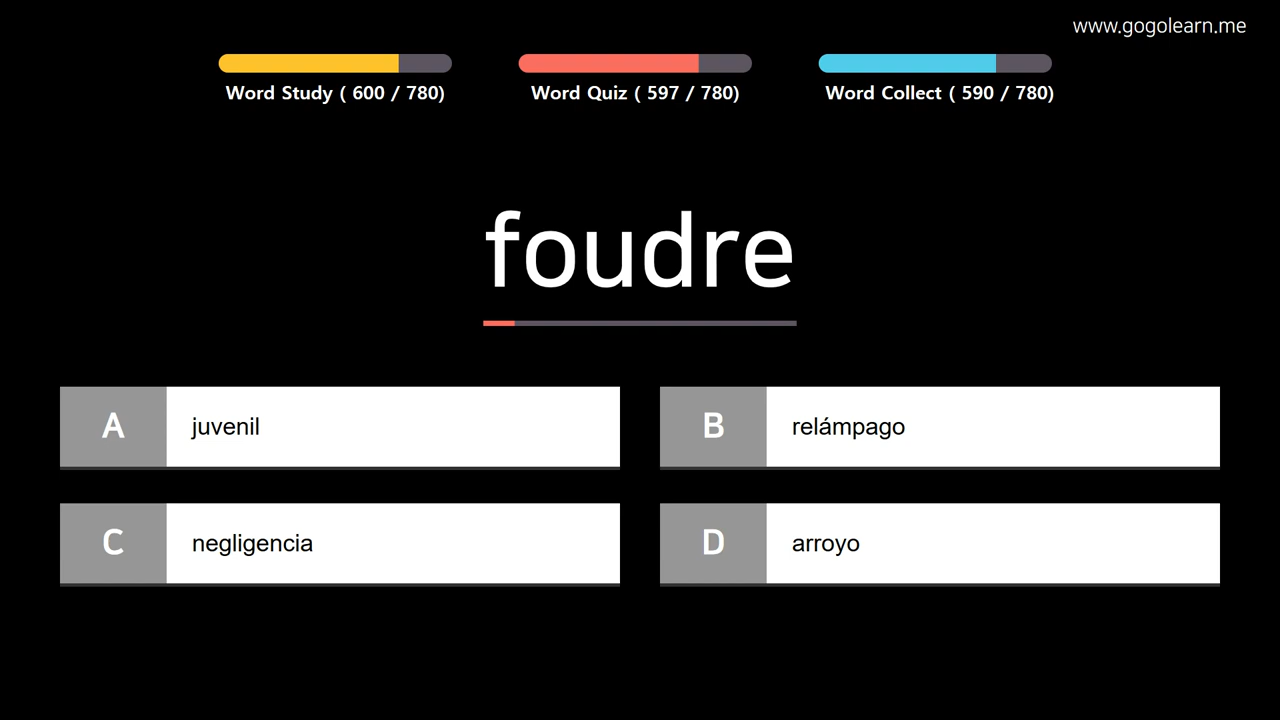 www.gogolearn.me
Word Study ( 600 / 780)
Word Quiz ( 597 / 780)
Word Collect ( 590 / 780)
foudre
A juvenil
B relámpago
C negligencia
D arroyo